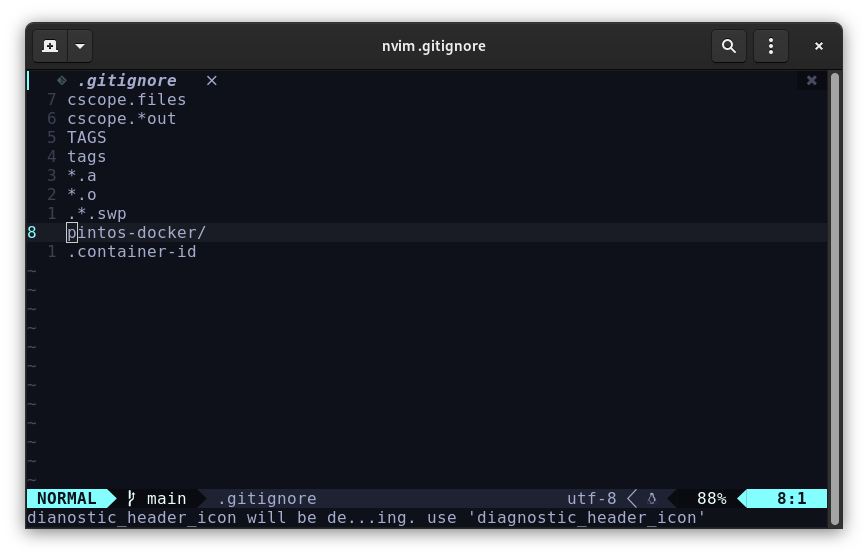 nvim .gitignore
.gitignore
7 cscope.files
6 cscope.*out
5 TAGS
4 tags
3 *.a
2 *.o
1 .*.swp
8 pintos-docker/
1 .container-id
~
~
~
~
~
~
~
~
~
~
~
~
NORMAL main .gitignore utf-8 88% 8:1
dianostic_header_icon will be de...ing. use 'diagnostic_header_icon'